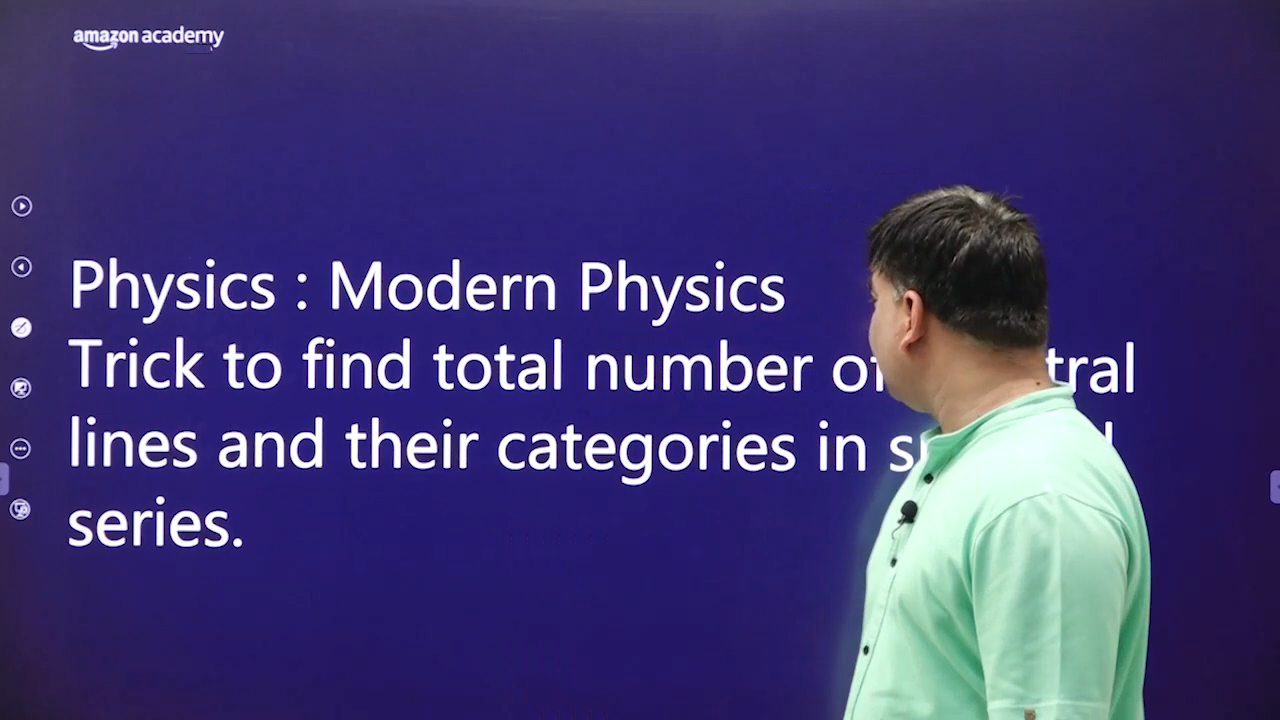 amazon academy
Physics : Modern Physics
Trick to find total number of
lines and their categories in
series.